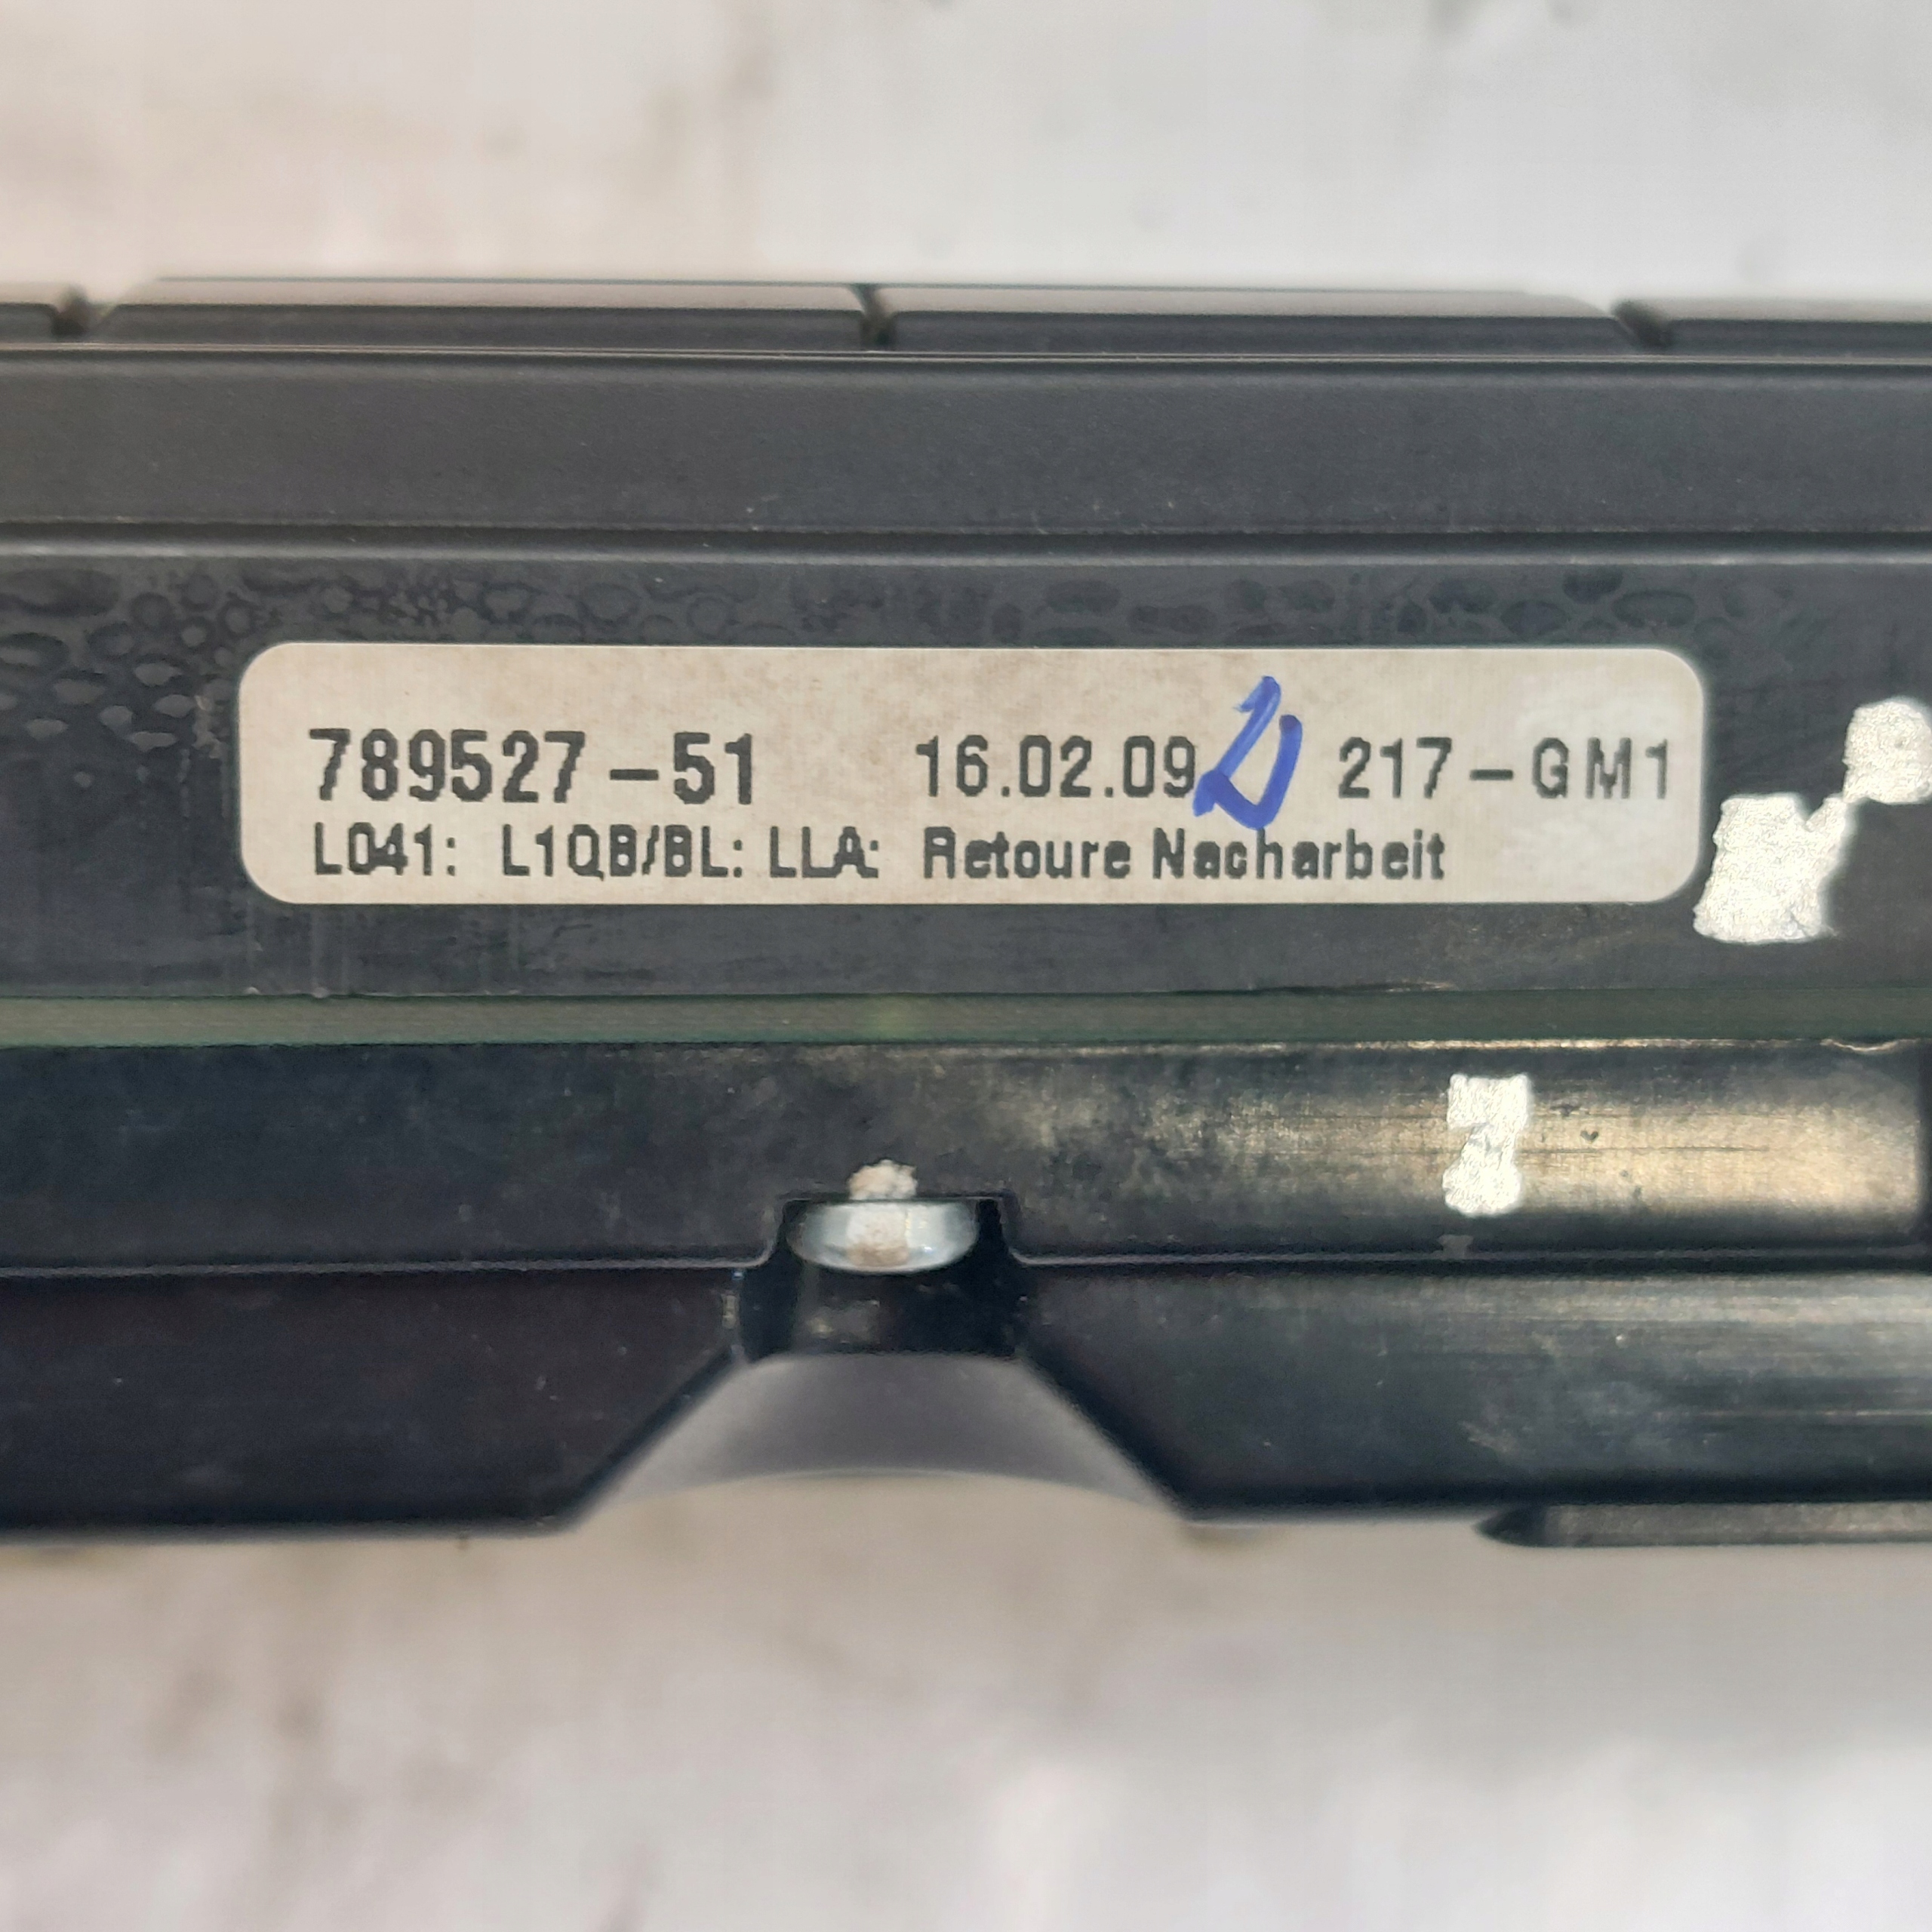 789527-51 16.02.09 217-GM1
L041: L1QB/BL: LLA: Retoure Nacharbeit